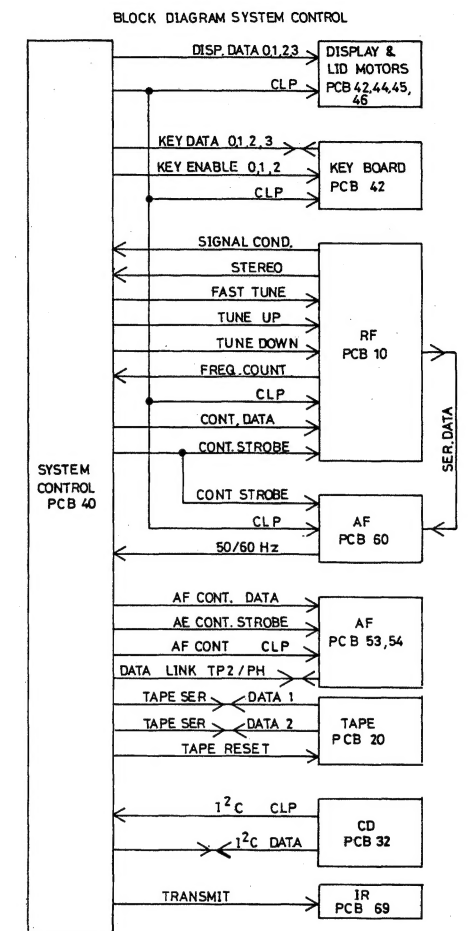 BLOCK DIAGRAM SYSTEM CONTROL
DISP. DATA 0,1,2,3
CLP
DISPLAY &
LID MOTORS
PCB 42,44,45,
46
KEY DATA 0,1,2,3
KEY ENABLE 0,1,2
CLP
KEY BOARD
PCB 42
SIGNAL COND.
STEREO
FAST TUNE
TUNE UP
TUNE DOWN
FREQ.COUNT
CLP
CONT, DATA
CONT. STROBE
RF
PCB 10
SER. DATA
SYSTEM
CONTROL
PCB 40
CONT STROBE
CLP
50/60 Hz
AF
PCB 60
AF CONT. DATA
AE CONT. STROBE
AF CONT CLP
DATA LINK TP2/PH
AF
PCB 53,54
TAPE SER DATA 1
TAPE SER DATA 2
TAPE RESET
TAPE
PCB 20
I²C CLP
I²C DATA
CD
PCB 32
TRANSMIT
IR
PCB 69